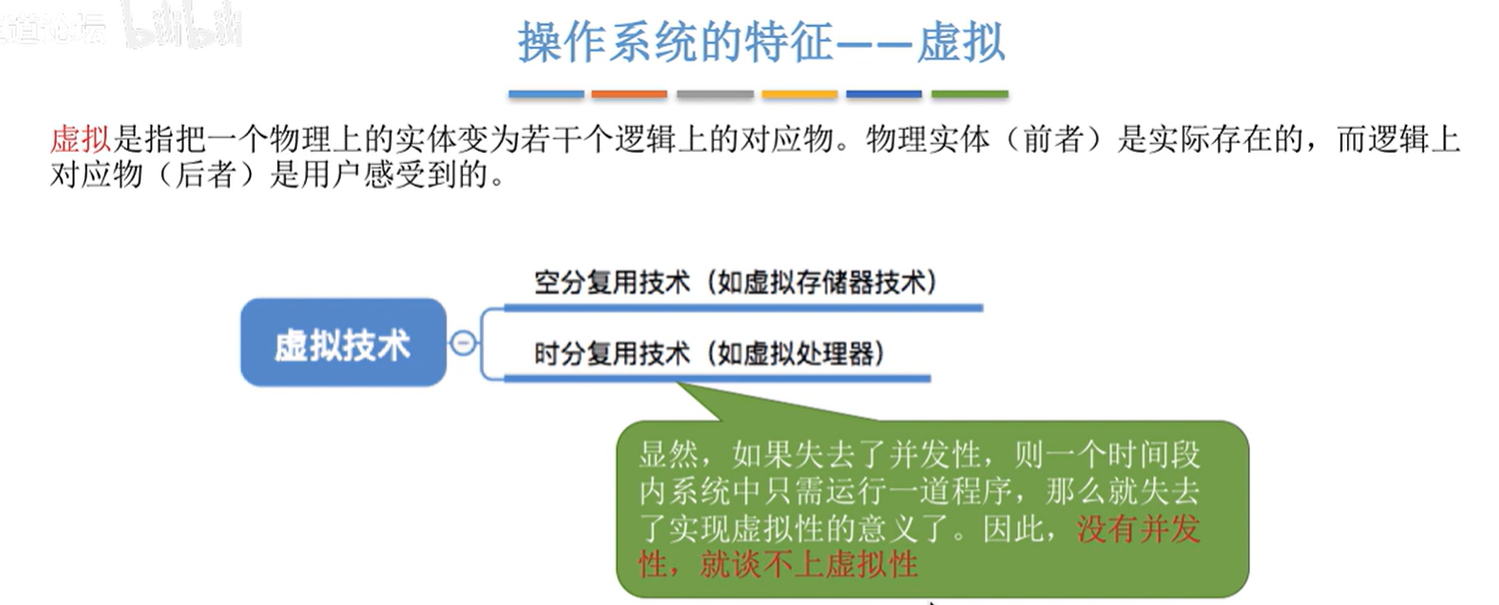 bilibili
操作系统的特征——虚拟
虚拟是指把一个物理上的实体变为若干个逻辑上的对应物。物理实体（前者）是实际存在的，而逻辑上
对应物（后者）是用户感受到的。
空分复用技术（如虚拟存储器技术）
虚拟技术
时分复用技术（如虚拟处理器）
显然，如果失去了并发性，则一个时间段
内系统中只需运行一道程序，那么就失去
了实现虚拟性的意义了。因此，没有并发
性，就谈不上虚拟性